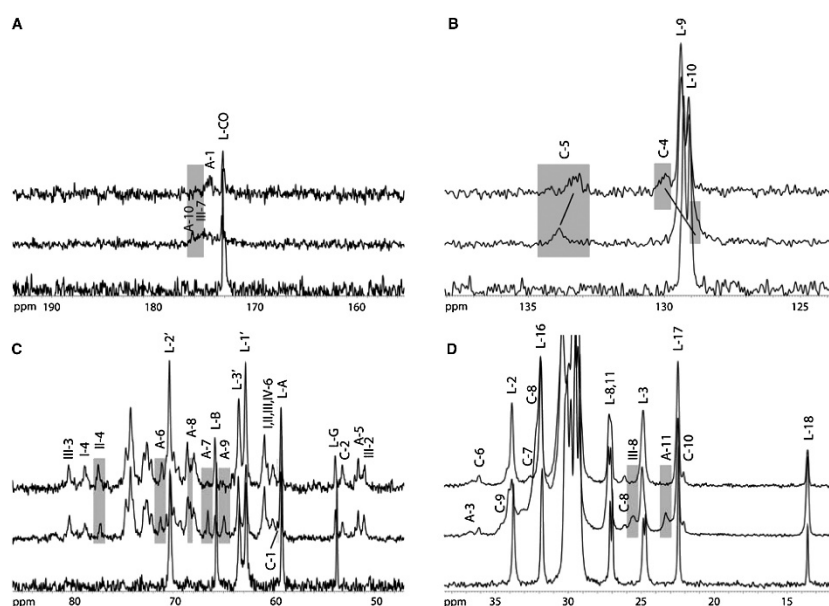 A
L-CO
A-1
A-10
III-7
ppm 190 180 170 160
B
L-9
L-10
C-5
C-4
ppm 135 130 125
C
L-2'
L-1'
L-3'
I,II,III,IV-6
L-A
III-3
I-4
II-4
A-6
A-8
A-7
L-B
A-9
L-G
C-2
A-5
III-2
C-1
ppm 80 70 60 50
D
L-2
C-8
L-16
L-8,11
L-3
L-17
L-18
C-6
C-7
III-8
A-11
C-10
A-3
C-9
C-8
ppm 35 30 25 20 15